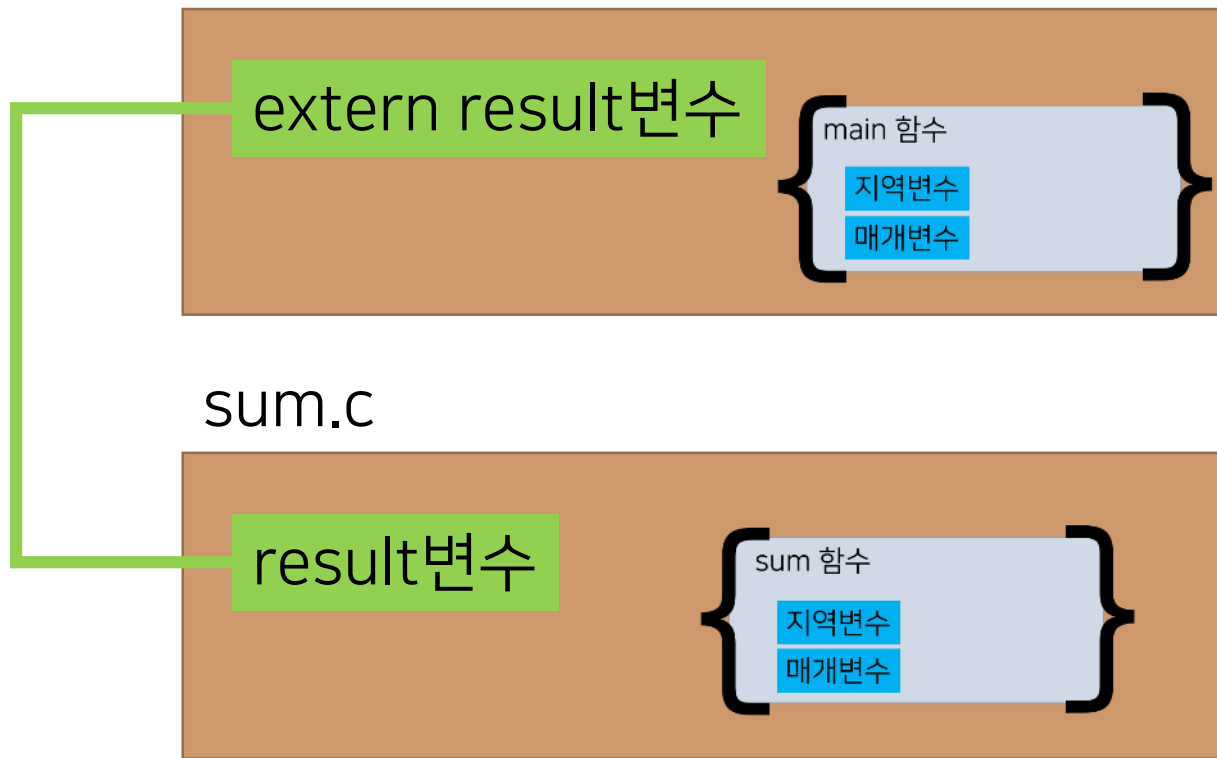 extern result변수
main 함수
지역변수
매개변수
sum.c
result변수
sum 함수
지역변수
매개변수